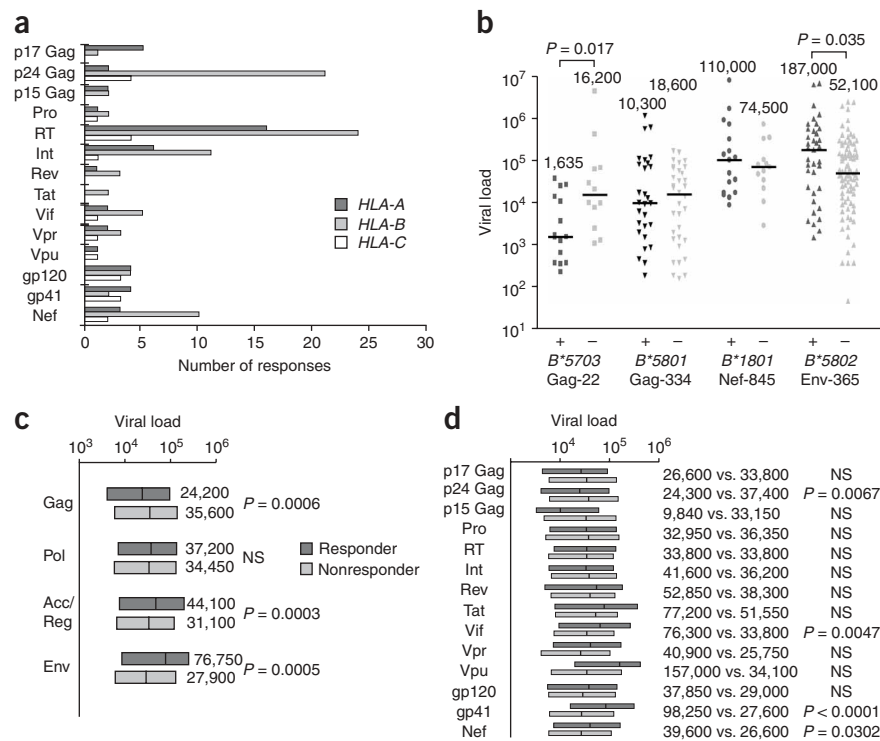 a
p17 Gag
p24 Gag
p15 Gag
Pro
RT
Int
Rev
Tat
Vif
Vpr
Vpu
gp120
gp41
Nef
HLA-A
HLA-B
HLA-C
0 5 10 15 20 25 30
Number of responses
b
P = 0.017
P = 0.035
16,200
18,600
110,000
187,000
52,100
10,300
74,500
1,635
Viral load
10^7
10^6
10^5
10^4
10^3
10^2
10^1
+ − + − + − + −
B*5703 B*5801 B*1801 B*5802
Gag-22 Gag-334 Nef-845 Env-365
c
Viral load
10^3 10^4 10^5 10^6
Gag 24,200
35,600
P = 0.0006
Pol 37,200
34,450
NS
Acc/
Reg
44,100
31,100
P = 0.0003
Env 76,750
27,900
P = 0.0005
Responder
Nonresponder
d
Viral load
10^4 10^5 10^6
p17 Gag 26,600 vs. 33,800 NS
p24 Gag 24,300 vs. 37,400 P = 0.0067
p15 Gag 9,840 vs. 33,150 NS
Pro 32,950 vs. 36,350 NS
RT 33,800 vs. 33,800 NS
Int 41,600 vs. 36,200 NS
Rev 52,850 vs. 38,300 NS
Tat 77,200 vs. 51,550 NS
Vif 76,300 vs. 33,800 P = 0.0047
Vpr 40,900 vs. 25,750 NS
Vpu 157,000 vs. 34,100 NS
gp120 37,850 vs. 29,000 NS
gp41 98,250 vs. 27,600 P < 0.0001
Nef 39,600 vs. 26,600 P = 0.0302